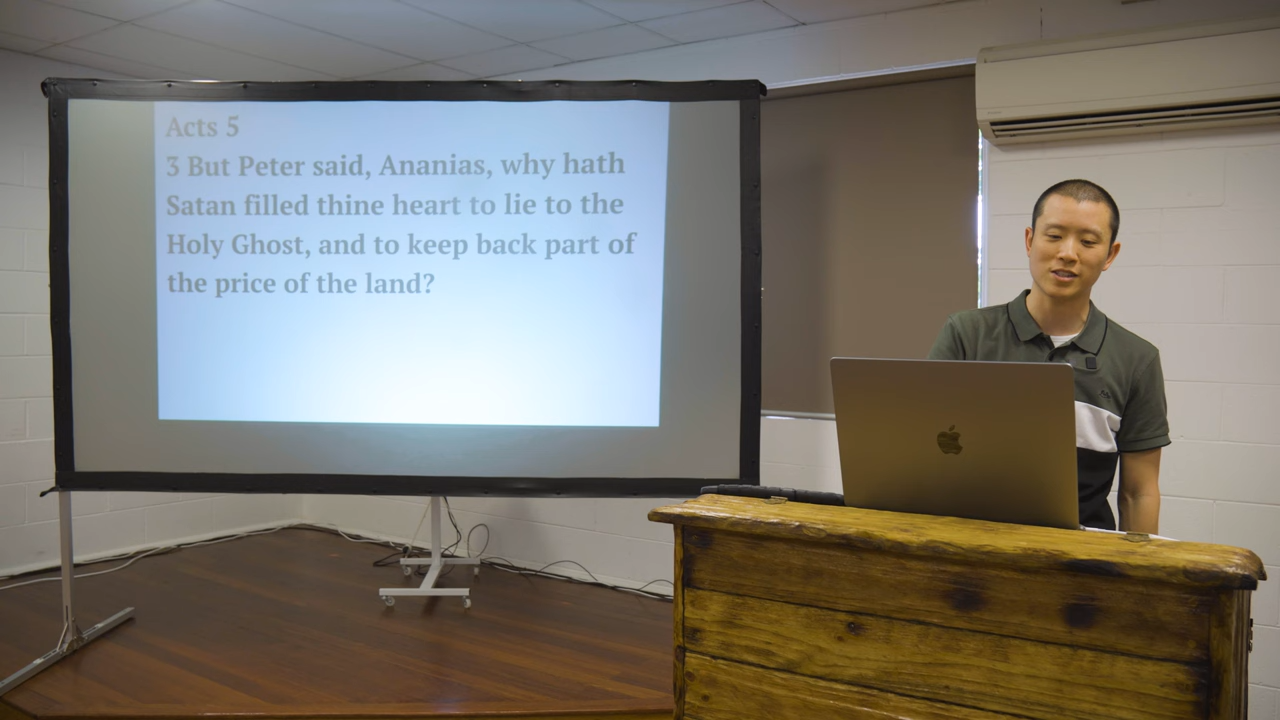 Acts 5
3 But Peter said, Ananias, why hath
Satan filled thine heart to lie to the
Holy Ghost, and to keep back part of
the price of the land?